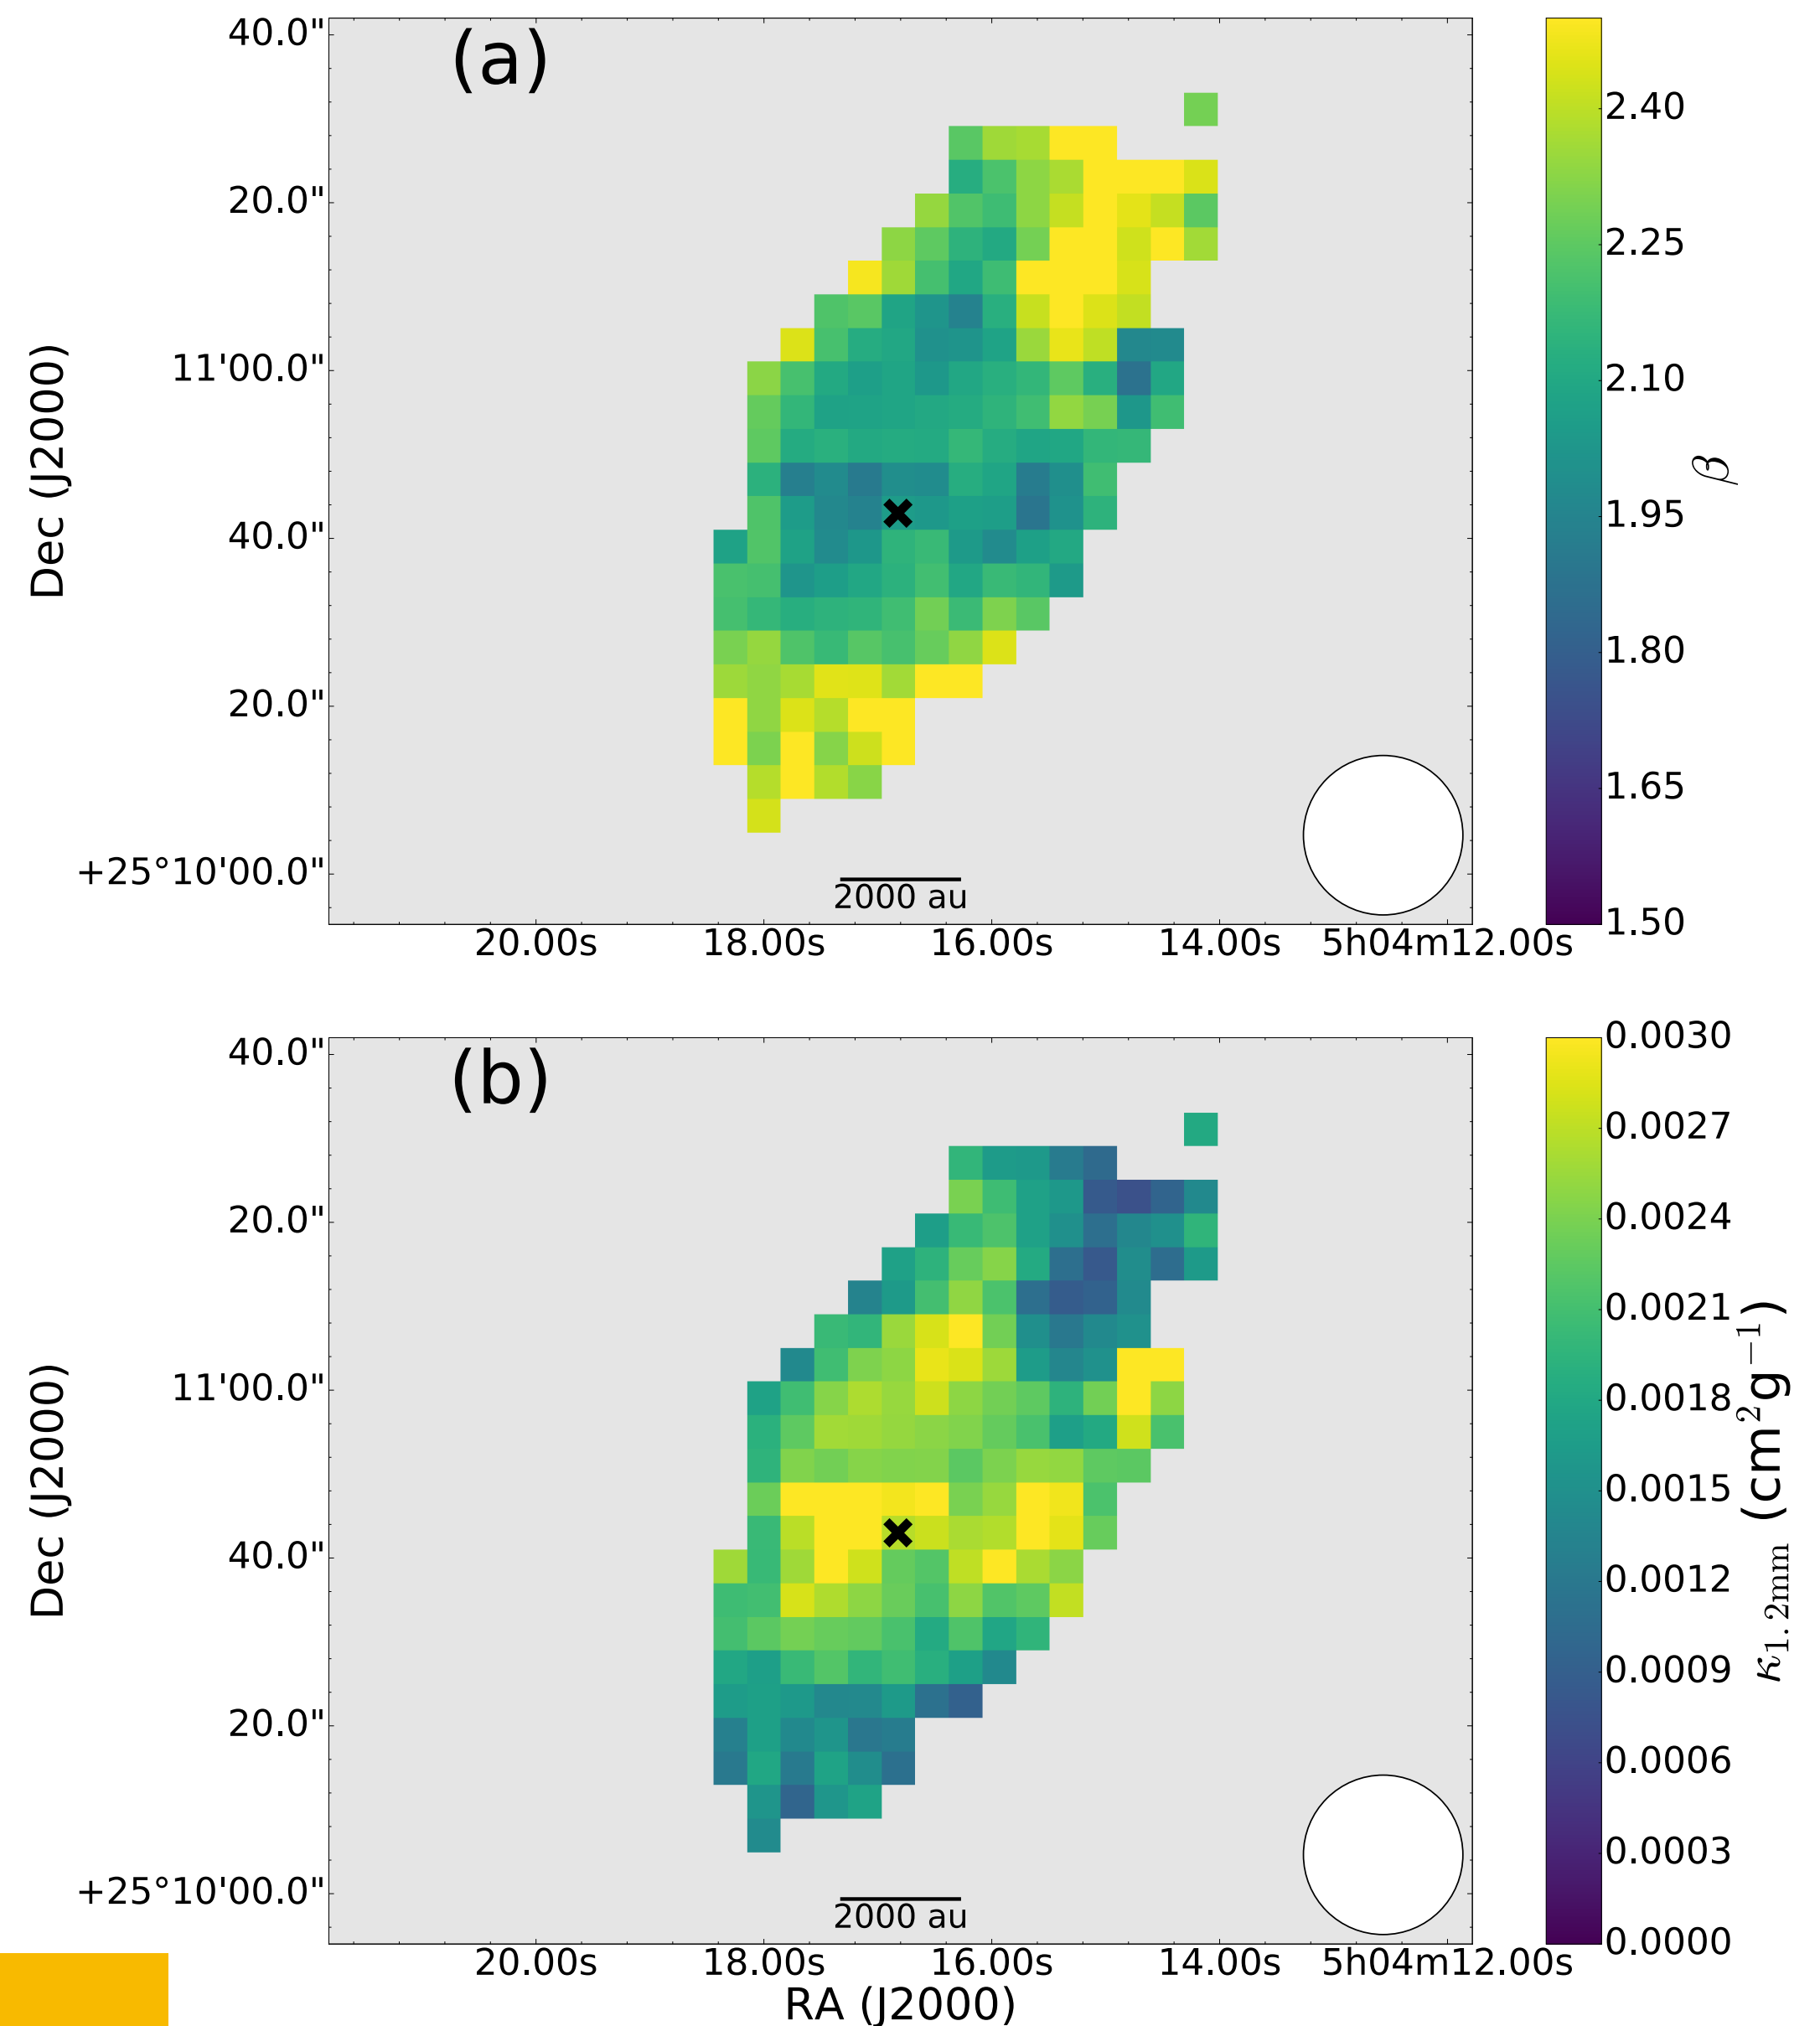 (a)
40.0"
20.0"
11'00.0"
40.0"
20.0"
+25°10'00.0"
Dec (J2000)
2000 au
20.00s 18.00s 16.00s 14.00s 5h04m12.00s
2.40
2.25
2.10
1.95
1.80
1.65
1.50
β
(b)
40.0"
20.0"
11'00.0"
40.0"
20.0"
+25°10'00.0"
Dec (J2000)
2000 au
20.00s 18.00s 16.00s 14.00s 5h04m12.00s
RA (J2000)
0.0030
0.0027
0.0024
0.0021
0.0018
0.0015
0.0012
0.0009
0.0006
0.0003
0.0000
κ1.2mm (cm²g⁻¹)